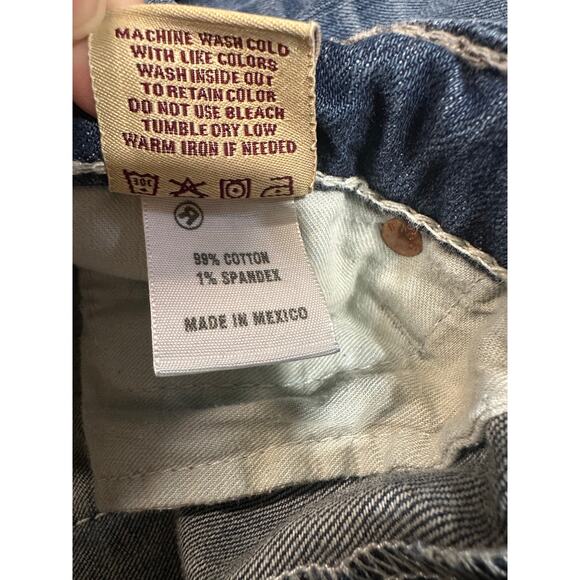 MACHINE WASH COLD
WITH LIKE COLORS
WASH INSIDE OUT
TO RETAIN COLOR
DO NOT USE BLEACH
TUMBLE DRY LOW
WARM IRON IF NEEDED
30
R
99% COTTON
1% SPANDEX
MADE IN MEXICO